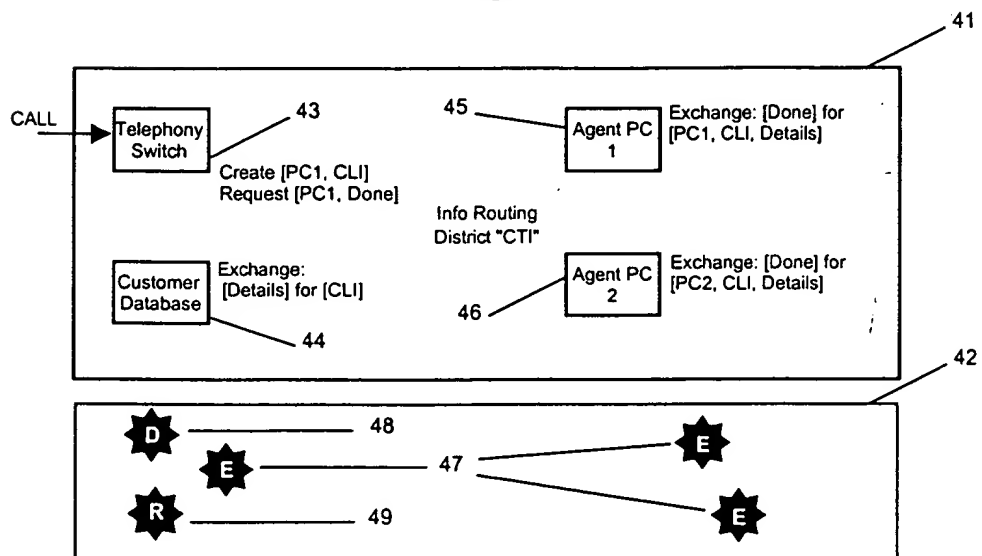 41
CALL
Telephony
Switch
43
Create [PC1, CLI]
Request [PC1, Done]
45
Agent PC
1
Exchange: [Done] for
[PC1, CLI, Details]
Info Routing
District "CTI"
Customer
Database
Exchange:
[Details] for [CLI]
44
46
Agent PC
2
Exchange: [Done] for
[PC2, CLI, Details]
42
D
48
E
47
E
R
49
E